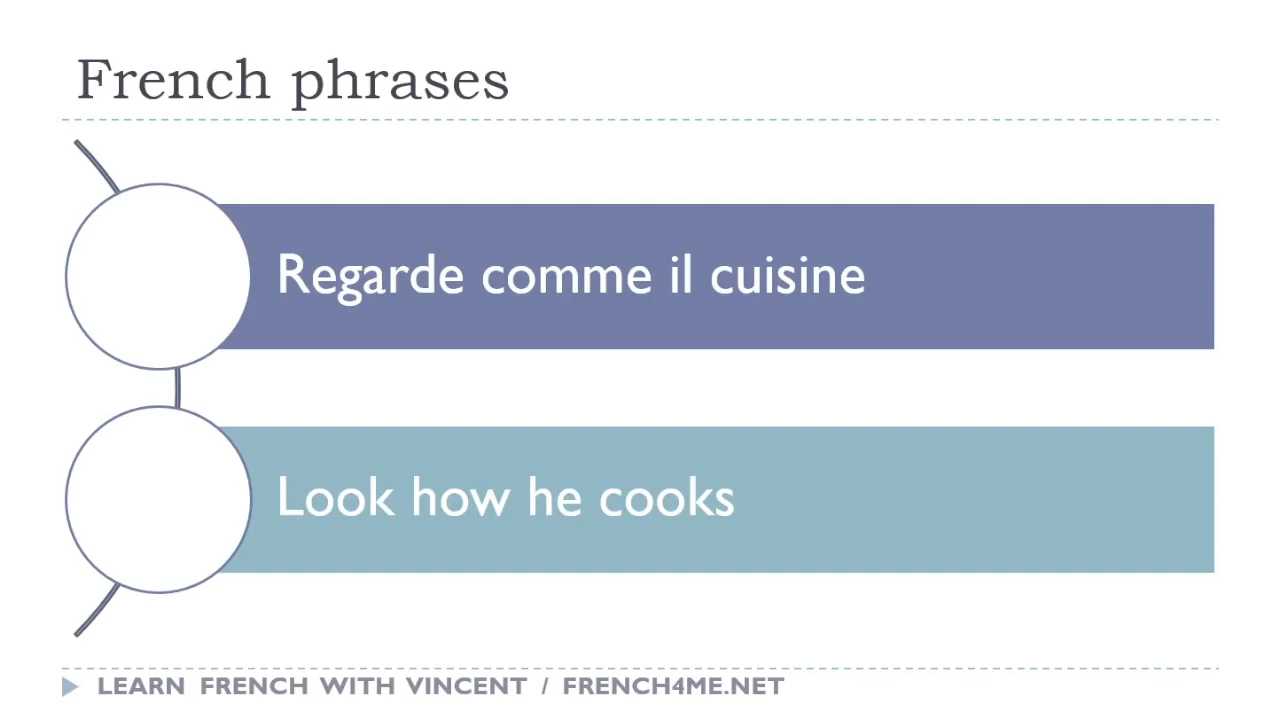 French phrases
Regarde comme il cuisine
Look how he cooks
LEARN FRENCH WITH VINCENT / FRENCH4ME.NET